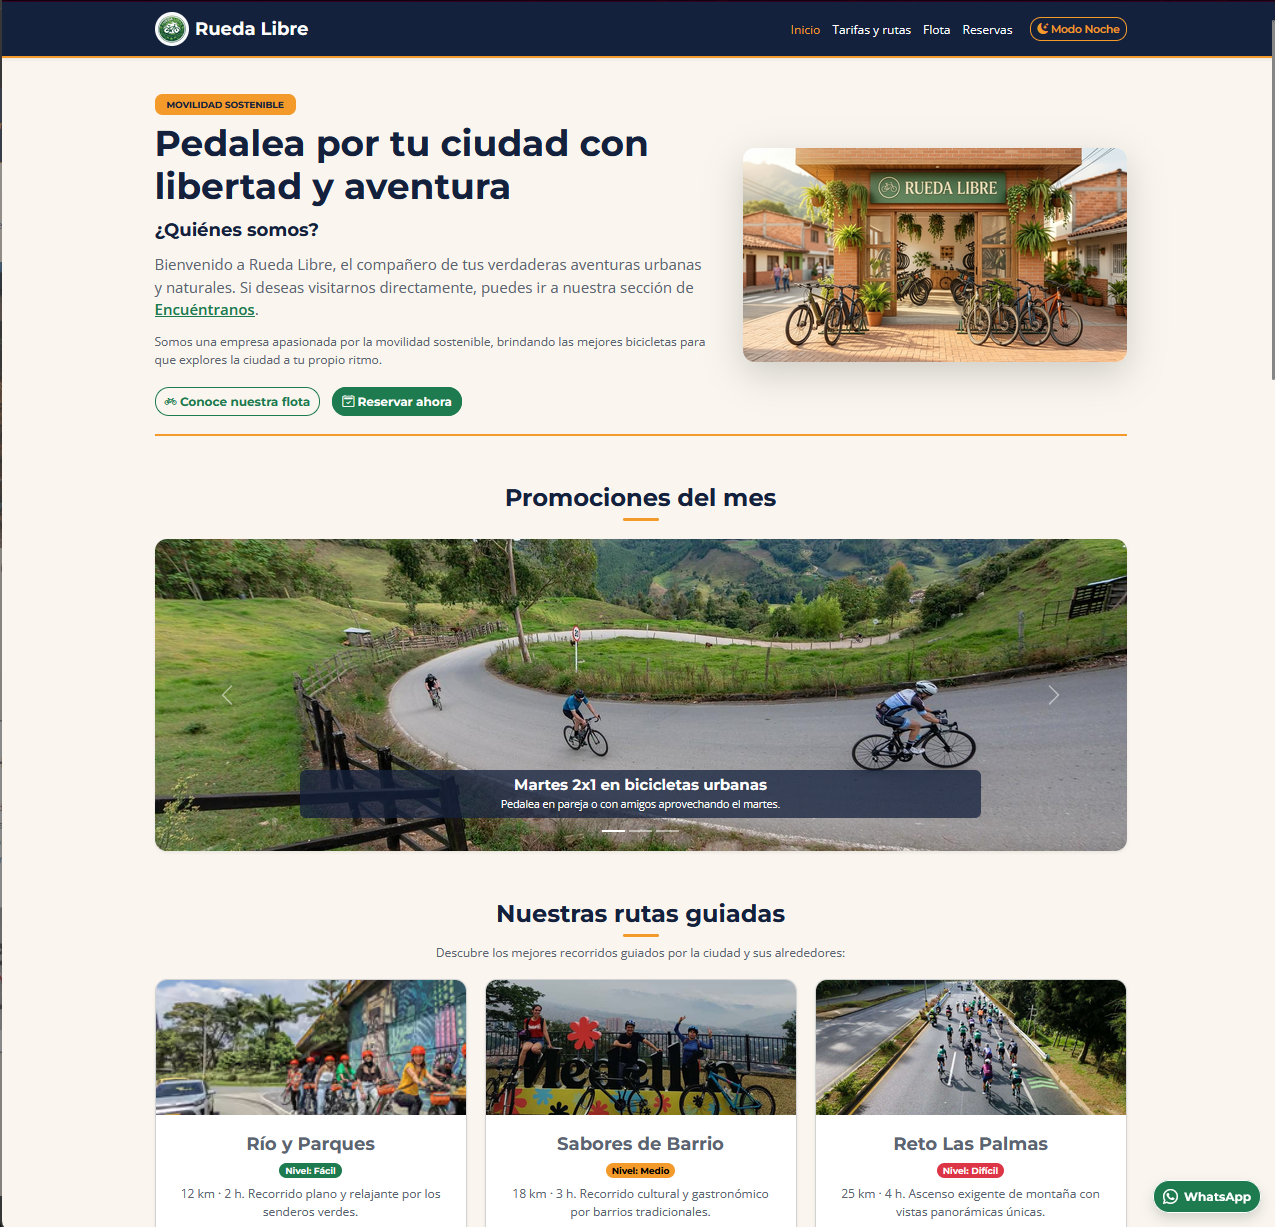 Rueda Libre
Inicio Tarifas y rutas Flota Reservas Modo Noche
MOVILIDAD SOSTENIBLE
Pedalea por tu ciudad con
libertad y aventura
¿Quiénes somos?
Bienvenido a Rueda Libre, el compañero de tus verdaderas aventuras urbanas
y naturales. Si deseas visitarnos directamente, puedes ir a nuestra sección de
Encuéntranos.
Somos una empresa apasionada por la movilidad sostenible, brindando las mejores bicicletas para
que explores la ciudad a tu propio ritmo.
Conoce nuestra flota Reservar ahora
RUEDA LIBRE
Promociones del mes
Martes 2x1 en bicicletas urbanas
Pedalea en pareja o con amigos aprovechando el martes.
Nuestras rutas guiadas
Descubre los mejores recorridos guiados por la ciudad y sus alrededores:
Río y Parques
Nivel: Fácil
12 km · 2 h. Recorrido plano y relajante por los
senderos verdes.
Medellín
Sabores de Barrio
Nivel: Medio
18 km · 3 h. Recorrido cultural y gastronómico
por barrios tradicionales.
Reto Las Palmas
Nivel: Difícil
25 km · 4 h. Ascenso exigente de montaña con
vistas panorámicas únicas.
WhatsApp